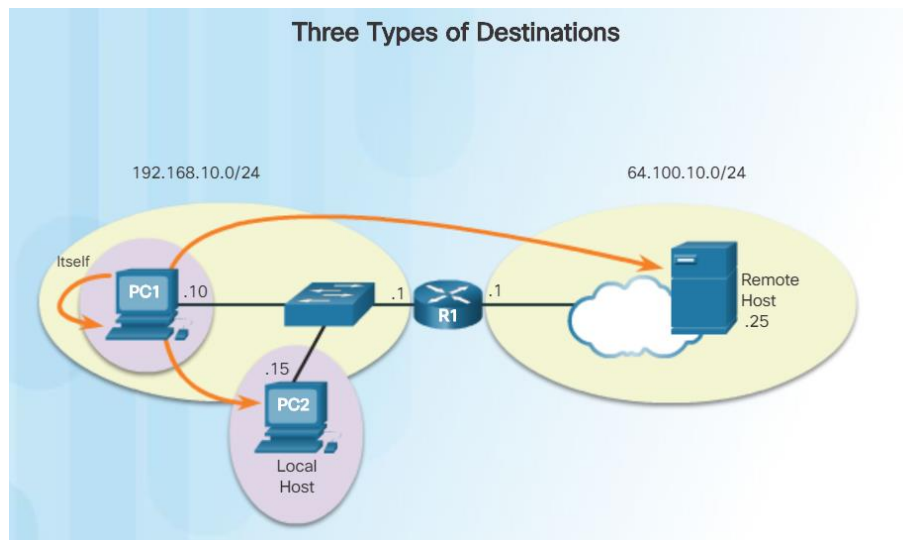 Three Types of Destinations
192.168.10.0/24
64.100.10.0/24
Itself
PC1
.10
.1
R1
.1
Remote
Host
.25
.15
PC2
Local
Host